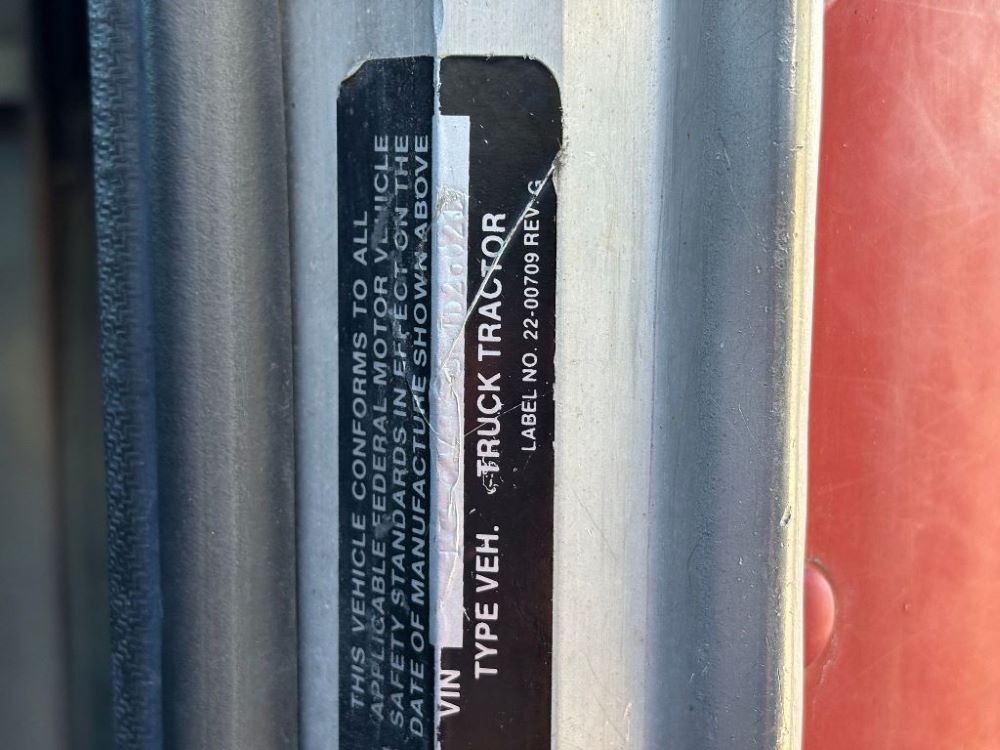 THIS VEHICLE CONFORMS TO ALL
APPLICABLE FEDERAL MOTOR VEHICLE
SAFETY STANDARDS IN EFFECT ON THE
DATE OF MANUFACTURE SHOWN ABOVE
VIN
TYPE VEH. TRUCK TRACTOR
LABEL NO. 22-00709 REV G